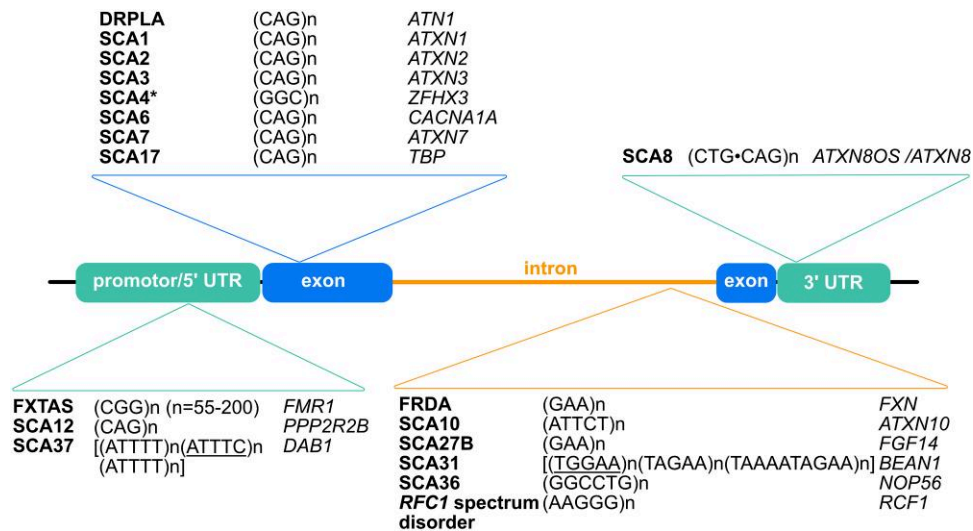 DRPLA (CAG)n ATN1
SCA1 (CAG)n ATXN1
SCA2 (CAG)n ATXN2
SCA3 (CAG)n ATXN3
SCA4* (GGC)n ZFHX3
SCA6 (CAG)n CACNA1A
SCA7 (CAG)n ATXN7
SCA17 (CAG)n TBP
SCA8 (CTG•CAG)n ATXN8OS /ATXN8
promotor/5' UTR exon intron exon 3' UTR
FXTAS (CGG)n (n=55-200) FMR1
SCA12 (CAG)n PPP2R2B
SCA37 [(ATTTT)n(ATTTC)n DAB1
(ATTTT)n]
FRDA (GAA)n FXN
SCA10 (ATTCT)n ATXN10
SCA27B (GAA)n FGF14
SCA31 [(TGGAA)n(TAGAA)n(TAAAATAGAA)n] BEAN1
SCA36 (GGCCTG)n NOP56
RFC1 spectrum (AAGGG)n RCF1
disorder